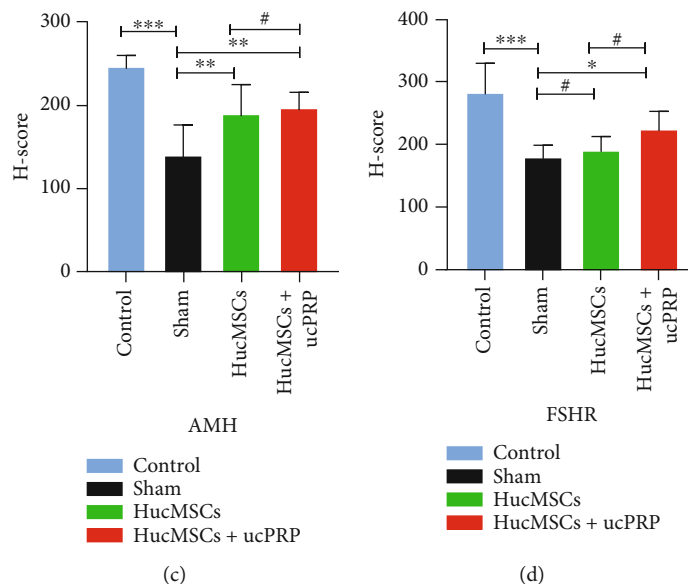 300
200
100
0
H-score
***
#
**
**
Control
Sham
HucMSCs
HucMSCs +
ucPRP
AMH
Control
Sham
HucMSCs
HucMSCs + ucPRP
(c)
400
300
200
100
0
H-score
***
#
*
#
Control
Sham
HucMSCs
HucMSCs +
ucPRP
FSHR
Control
Sham
HucMSCs
HucMSCs + ucPRP
(d)